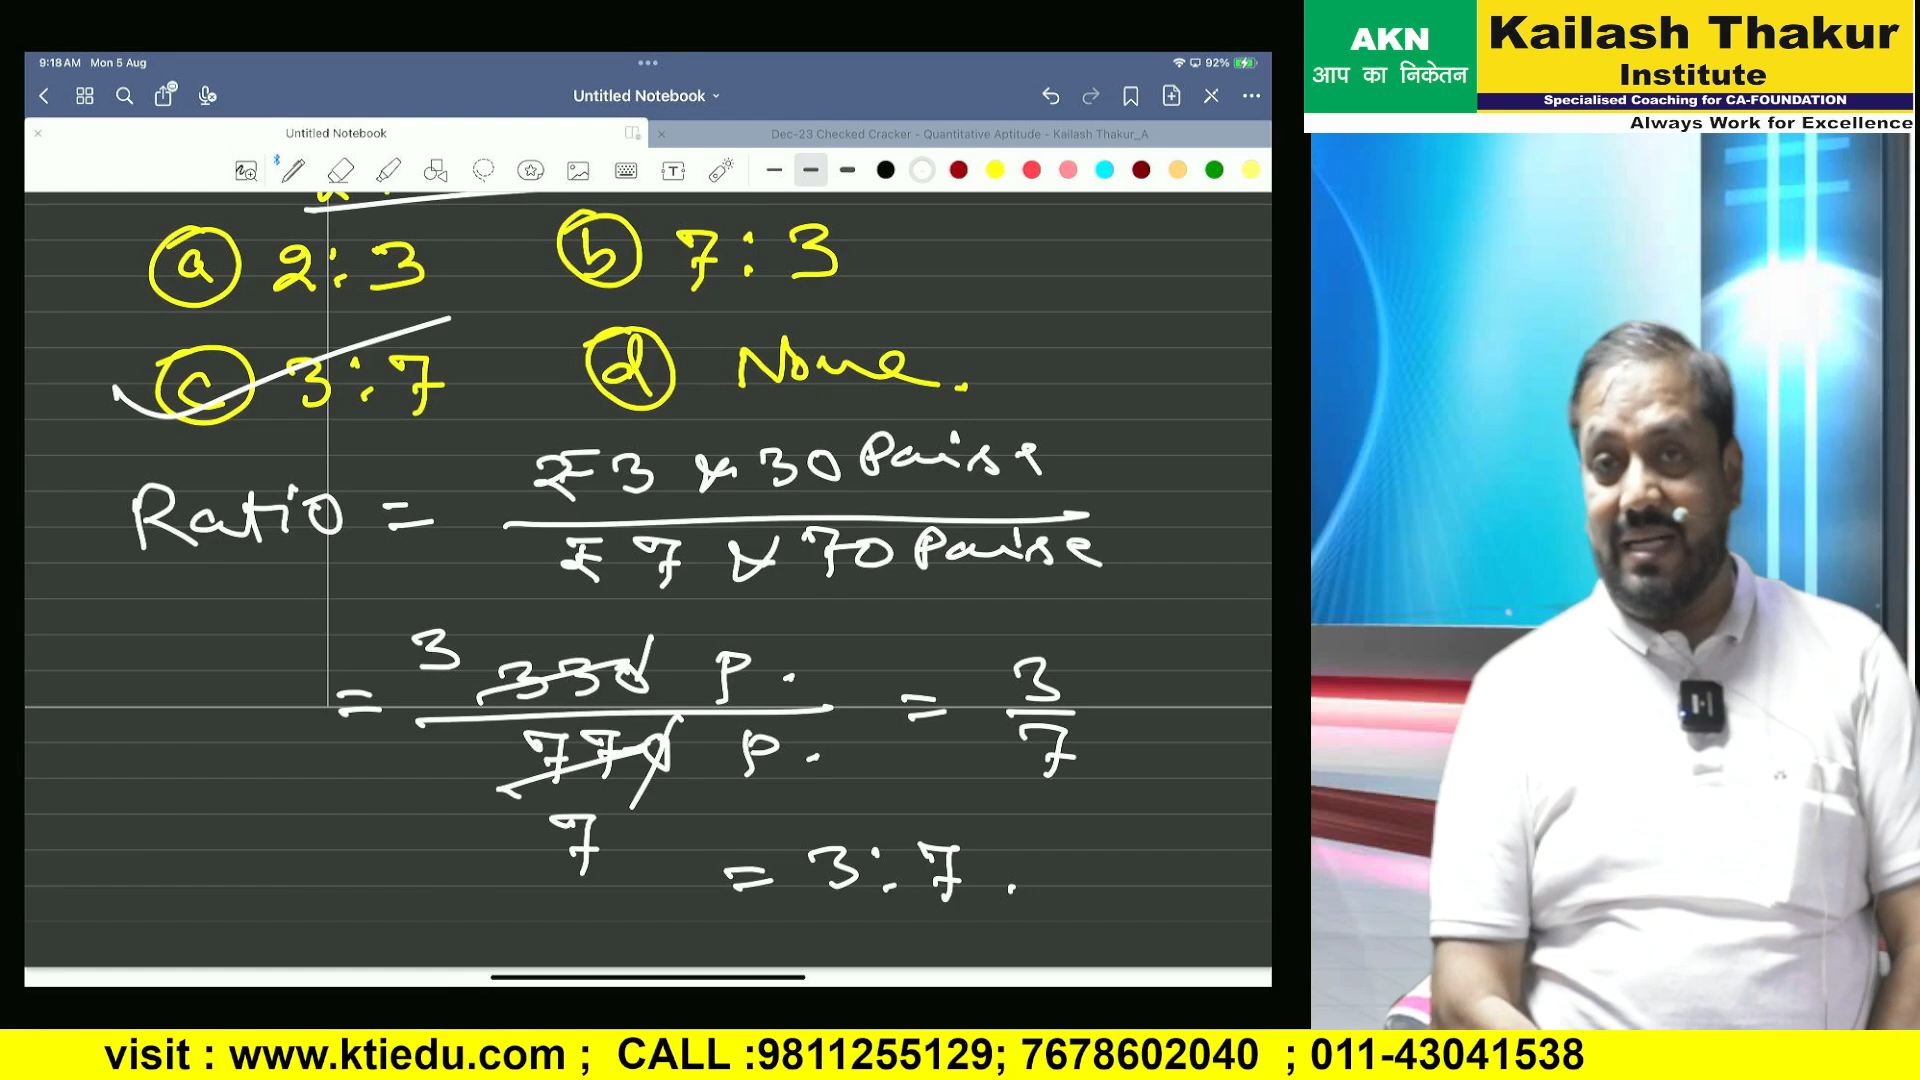 AKN
आप का निकेतन
Kailash Thakur
Institute
Specialised Coaching for CA-FOUNDATION
Always Work for Excellence
9:18 AM Mon 5 Aug
92%
Untitled Notebook
Untitled Notebook
Dec-23 Checked Cracker - Quantitative Aptitude - Kailash Thakur_A
(a) 2:3 (b) 7:3
(c) 3:7 (d) None.
Ratio = ₹3 & 30 Paise / ₹7 & 70 Paise
= 3 330 P. / 770 P. 7 = 3/7
= 3:7.
visit : www.ktiedu.com ; CALL :9811255129; 7678602040 ; 011-43041538